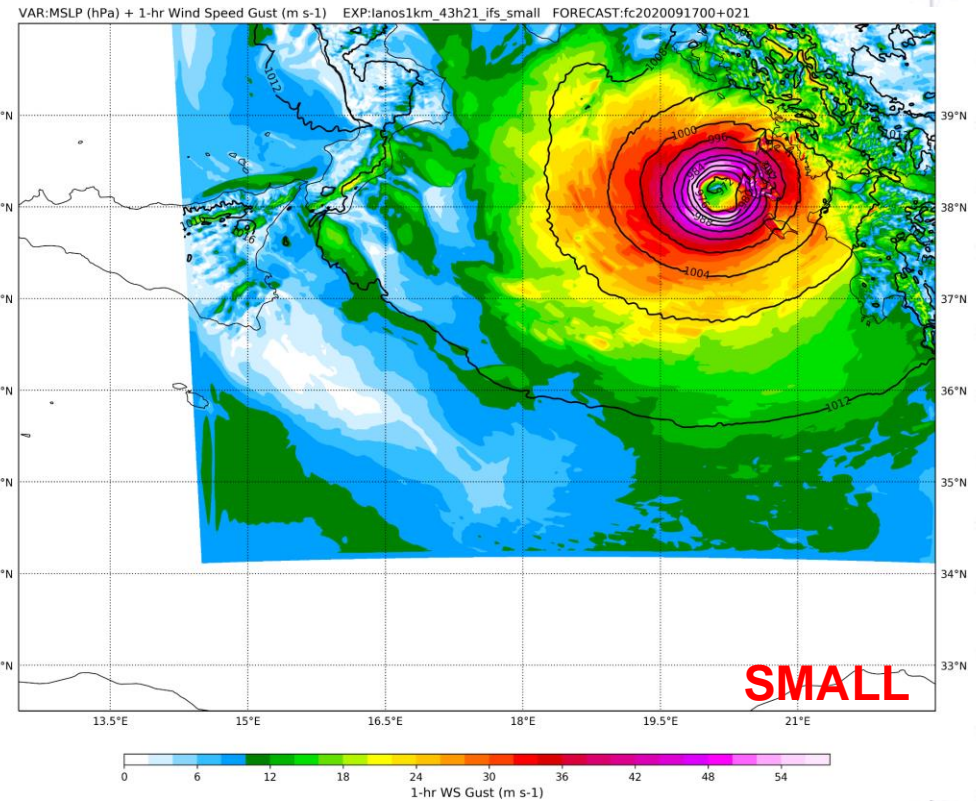 VAR:MSLP (hPa) + 1-hr Wind Speed Gust (m s-1) EXP:Ianos1km_43h21_ifs_small FORECAST:fc2020091700+021
1012
1000
996
1004
988
1012
°N 39°N
°N 38°N
°N 37°N
°N 36°N
°N 35°N
°N 34°N
°N 33°N
SMALL
13.5°E 15°E 16.5°E 18°E 19.5°E 21°E
0 6 12 18 24 30 36 42 48 54
1-hr WS Gust (m s-1)